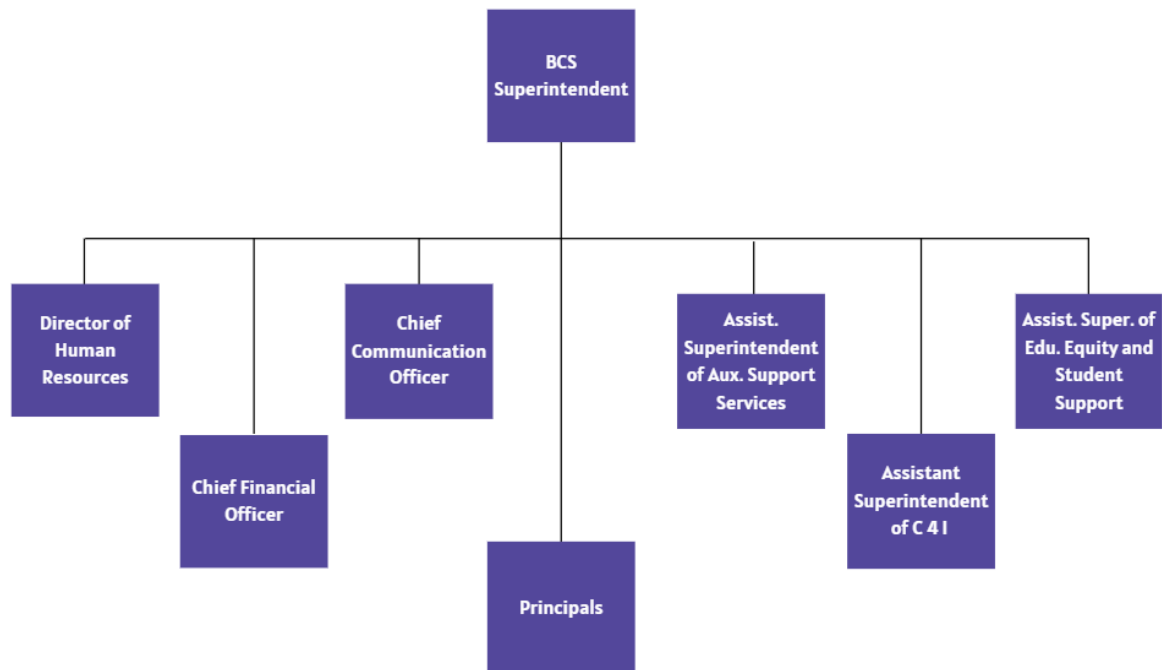 BCS
Superintendent
Director of
Human
Resources
Chief
Communication
Officer
Assist.
Superintendent
of Aux. Support
Services
Assist. Super. of
Edu. Equity and
Student
Support
Chief Financial
Officer
Assistant
Superintendent
of C 4 I
Principals